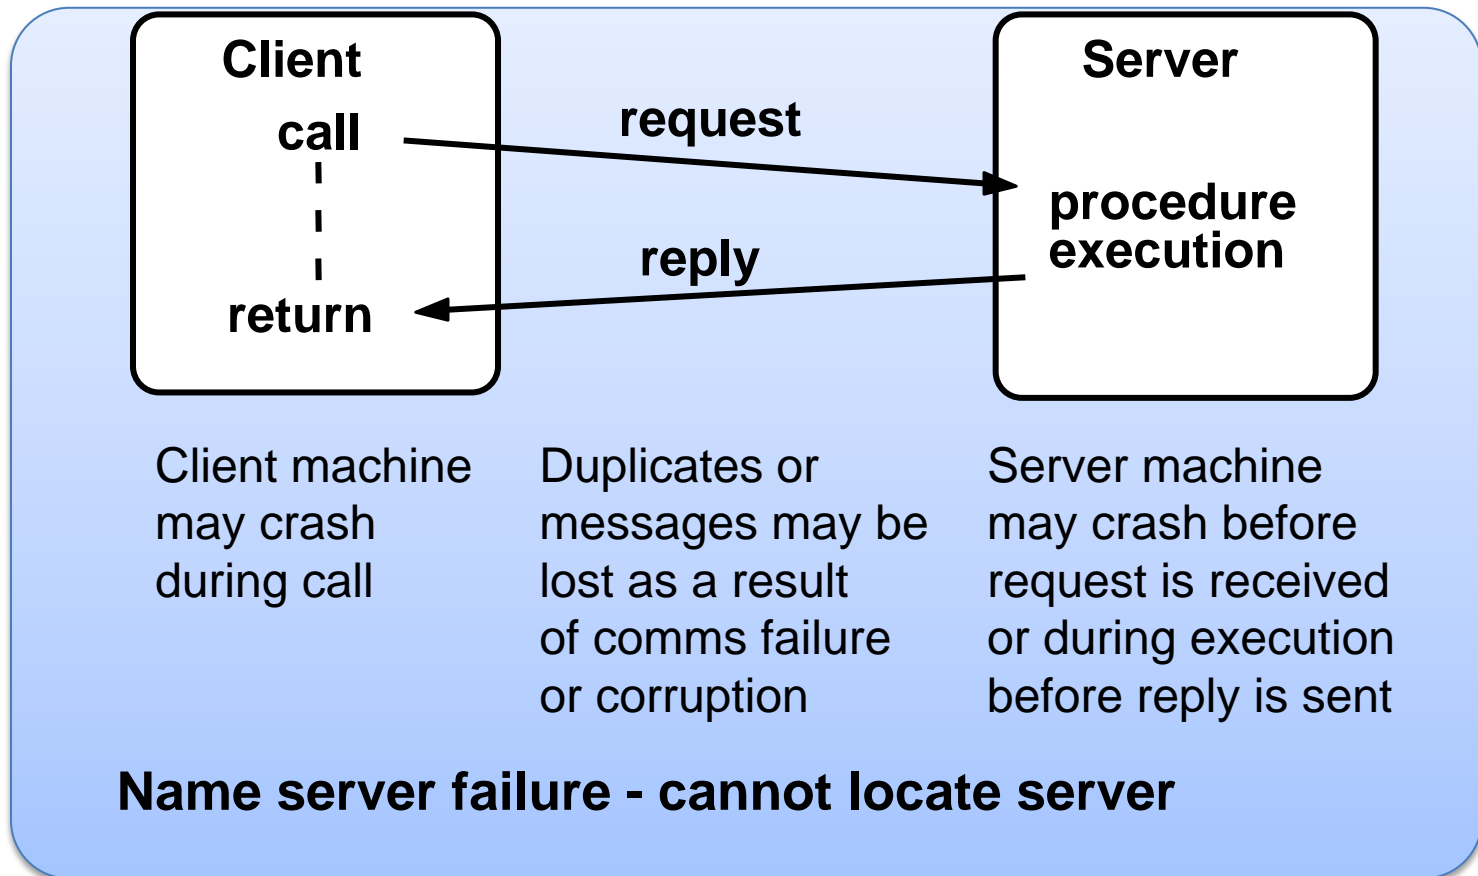 Client
call
return
request
reply
Server
procedure
execution
Client machine
may crash
during call
Duplicates or
messages may be
lost as a result
of comms failure
or corruption
Server machine
may crash before
request is received
or during execution
before reply is sent
Name server failure - cannot locate server